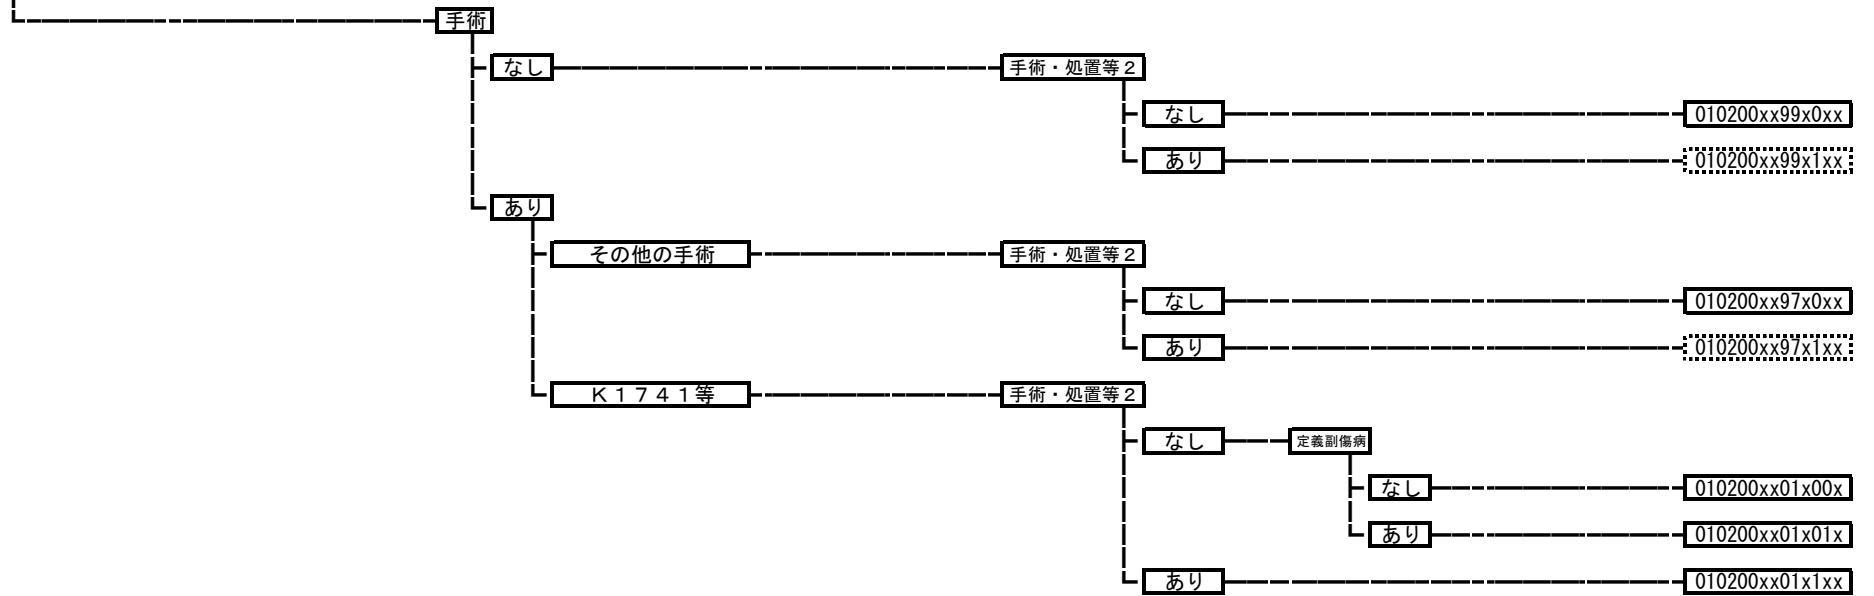 手術
なし
手術・処置等２
なし
010200xx99x0xx
あり
010200xx99x1xx
あり
その他の手術
手術・処置等２
なし
010200xx97x0xx
あり
010200xx97x1xx
Ｋ１７４１等
手術・処置等２
なし
定義副傷病
なし
010200xx01x00x
あり
010200xx01x01x
あり
010200xx01x1xx